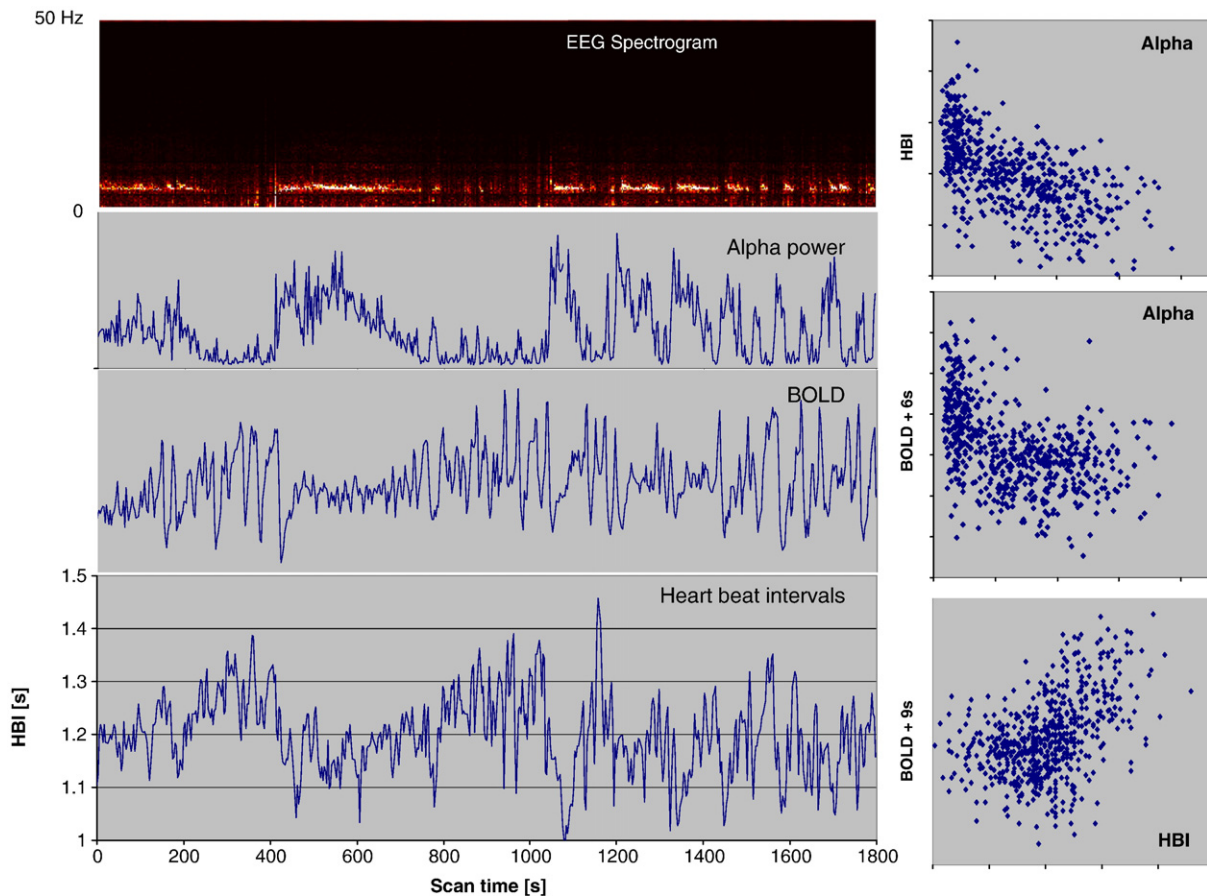 50 Hz
EEG Spectrogram
0
Alpha power
BOLD
Heart beat intervals
1.5
1.4
1.3
1.2
1.1
1
HBI [s]
0 200 400 600 800 1000 1200 1400 1600 1800
Scan time [s]
Alpha
HBI
Alpha
BOLD + 6s
BOLD + 9s
HBI